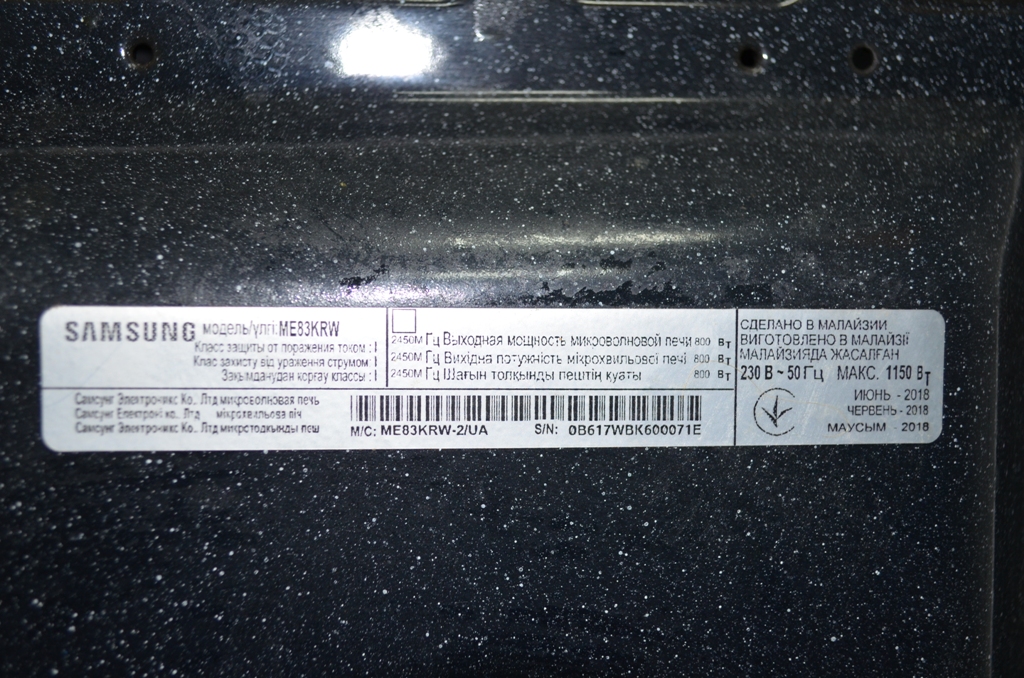 SAMSUNG модель/үлгі:ME83KRW
Класс защиты от поражения током : I
Клас захисту від ураження струмом : I
Зақымданудан қорғау классы : I
2450М Гц Выходная мощность микроволновой печи 800 Вт
2450М Гц Вихідна потужність мікрохвильової печі 800 Вт
2450М Гц Шағын толқынды пештің қуаты 800 Вт
СДЕЛАНО В МАЛАЙЗИИ
ВИГОТОВЛЕНО В МАЛАЙЗІЇ
МАЛАЙЗИЯДА ЖАСАЛҒАН
230 В ~ 50 Гц МАКС. 1150 Вт
Самсунг Электроникс Ко., Лтд микроволновая печь
Самсунг Електронікс Ко., Лтд мікрохвильова піч
Самсунг Электроникс Ко., Лтд микротолқынды пеш
M/C: ME83KRW-2/UA S/N: 0B617WBK600071E
ИЮНЬ - 2018
ЧЕРВЕНЬ - 2018
МАУСЫМ - 2018